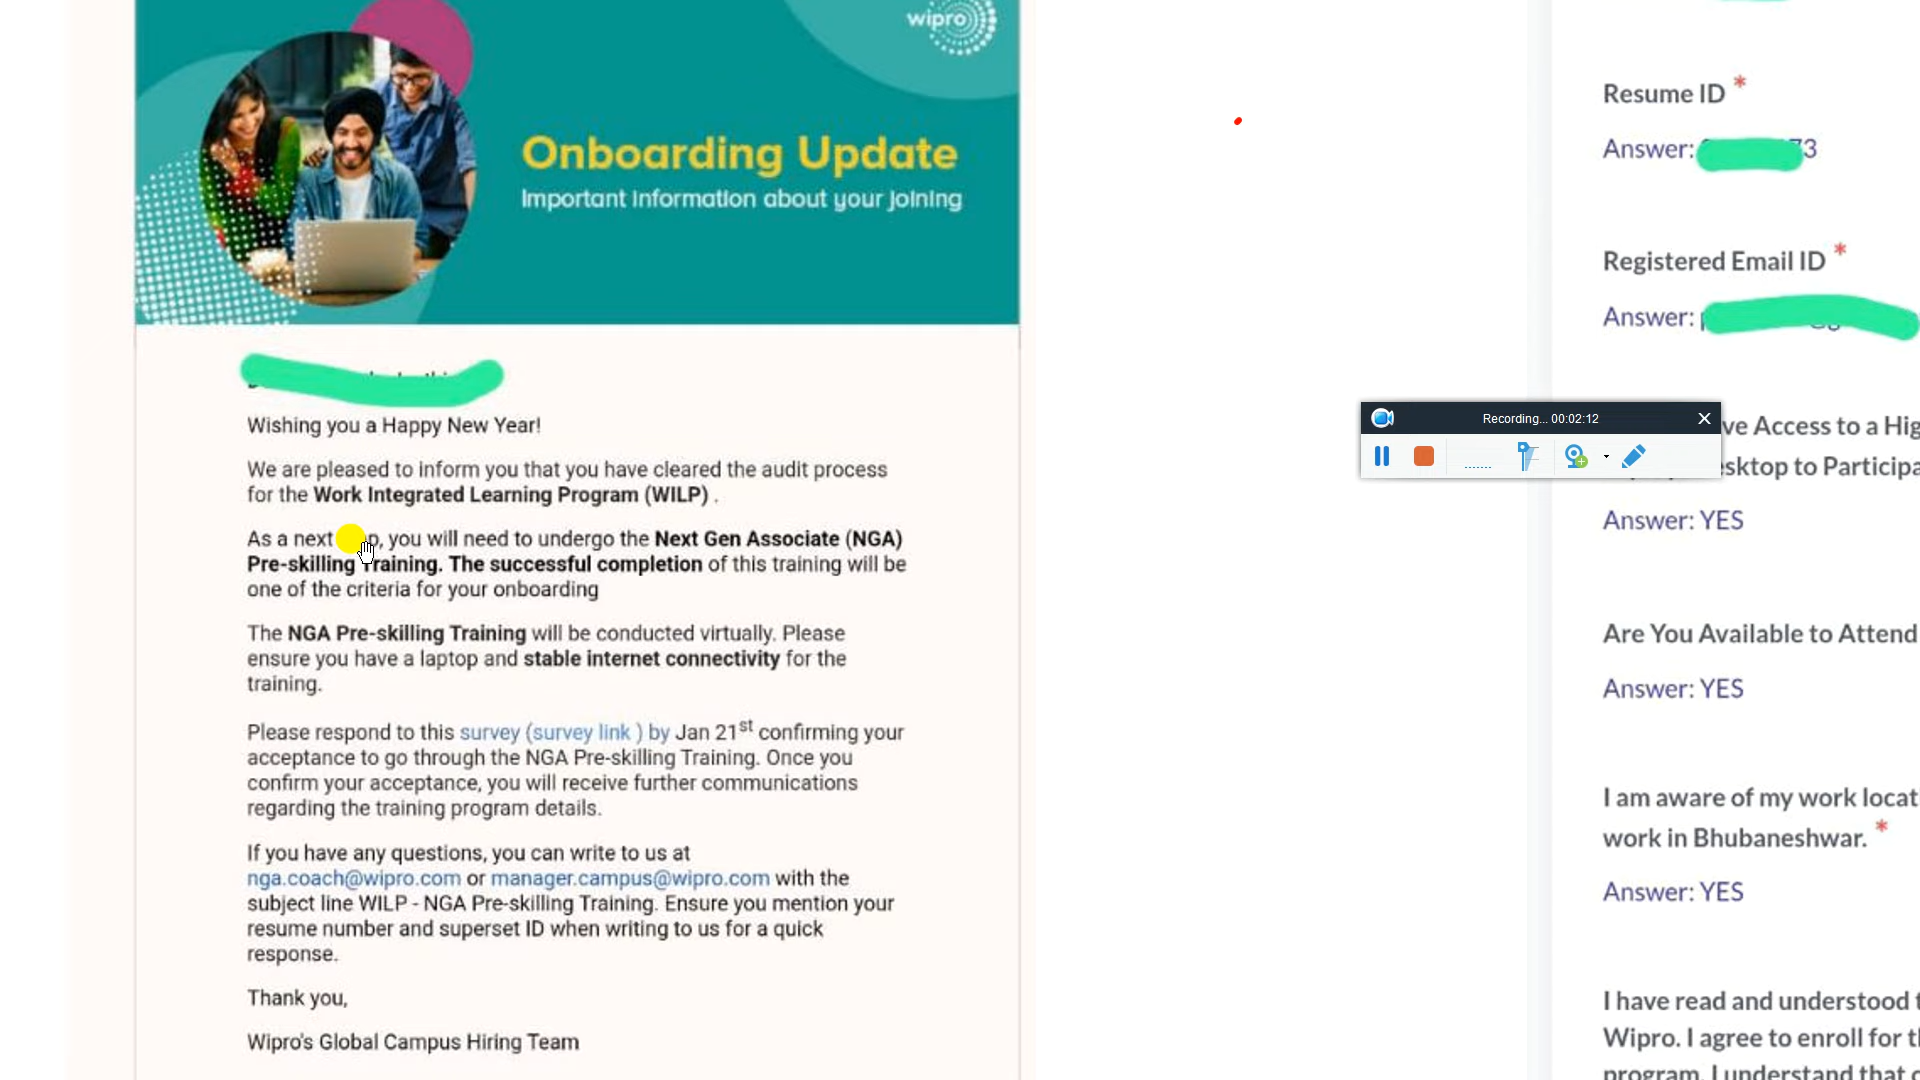 wipro
Onboarding Update
Important information about your joining
Wishing you a Happy New Year!
We are pleased to inform you that you have cleared the audit process
for the Work Integrated Learning Program (WILP) .
As a next you will need to undergo the Next Gen Associate (NGA)
Pre-skilling Training. The successful completion of this training will be
one of the criteria for your onboarding
The NGA Pre-skilling Training will be conducted virtually. Please
ensure you have a laptop and stable internet connectivity for the
training.
Please respond to this survey (survey link ) by Jan 21st confirming your
acceptance to go through the NGA Pre-skilling Training. Once you
confirm your acceptance, you will receive further communications
regarding the training program details.
If you have any questions, you can write to us at
nga.coach@wipro.com or manager.campus@wipro.com with the
subject line WILP - NGA Pre-skilling Training. Ensure you mention your
resume number and superset ID when writing to us for a quick
response.
Thank you,
Wipro's Global Campus Hiring Team
Resume ID *
Answer:
Registered Email ID *
Answer:
Recording... 00:02:12
ve Access to a Hig
esktop to Participa
Answer: YES
Are You Available to Attend
Answer: YES
I am aware of my work locat
work in Bhubaneshwar. *
Answer: YES
I have read and understood t
Wipro. I agree to enroll for th
program. I understand that c